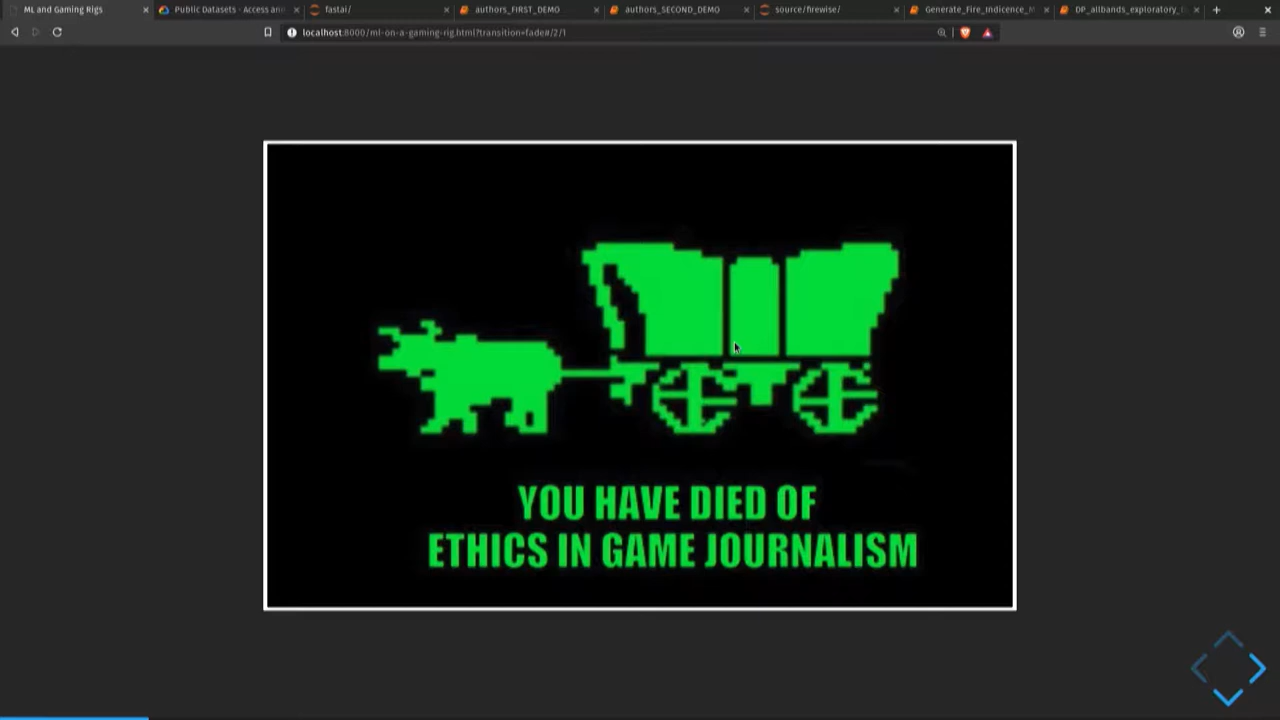 ML and Gaming Rigs
Public Datasets - Access an
fastai/
authors_FIRST_DEMO
authors_SECOND_DEMO
source/firewise/
Generate_Fire_Indicence_M
DP_allbands_exploratory_
localhost:8000/ml-on-a-gaming-rig.html?transition=fade#/2/1
YOU HAVE DIED OF
ETHICS IN GAME JOURNALISM